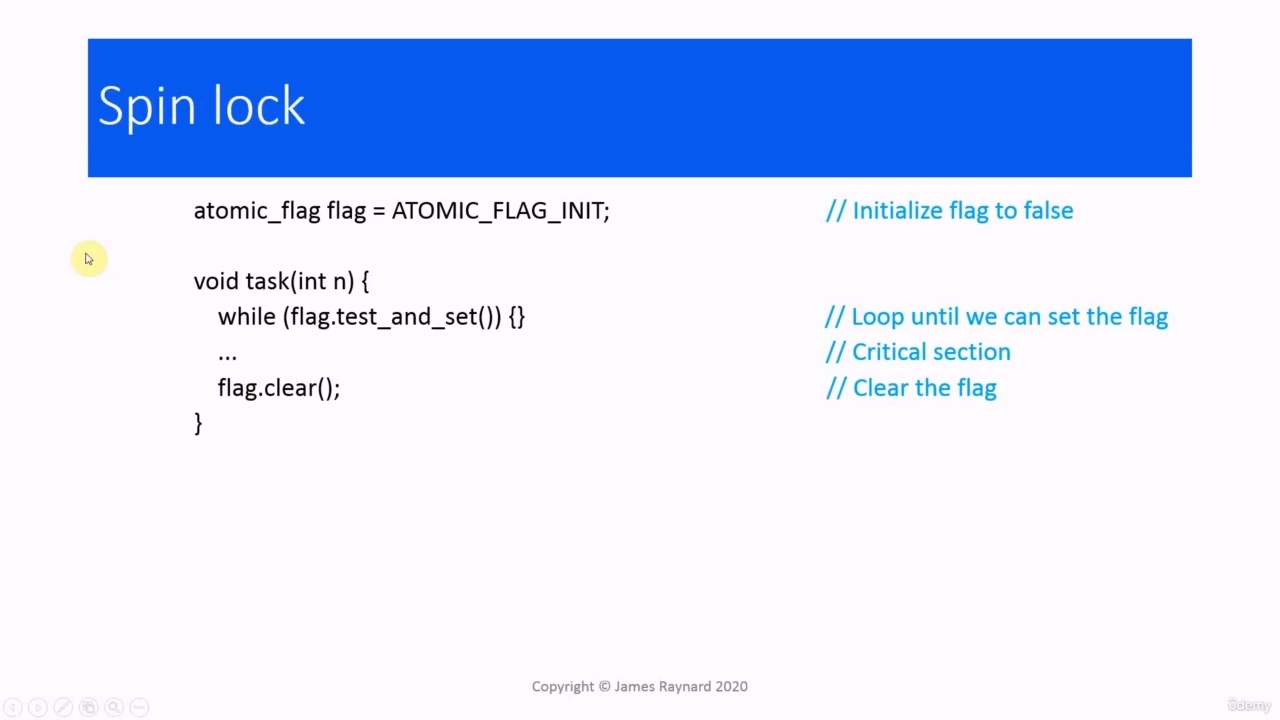 Spin lock
atomic_flag flag = ATOMIC_FLAG_INIT; // Initialize flag to false
void task(int n) {
while (flag.test_and_set()) {} // Loop until we can set the flag
... // Critical section
flag.clear(); // Clear the flag
}
Copyright © James Raynard 2020
ûdemy